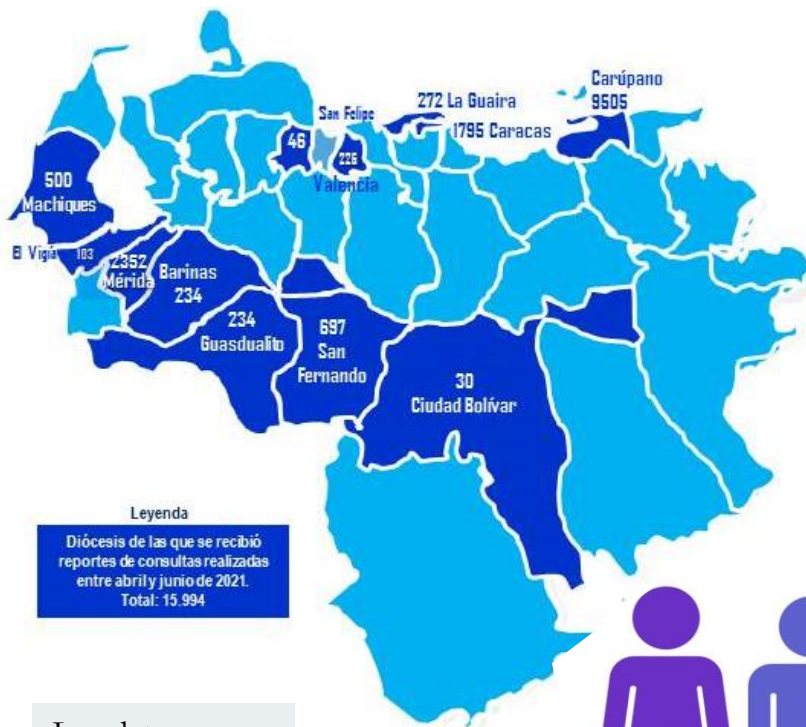 272 La Guaira
Carúpano
9505
San Felipe
1795 Caracas
46
226
Valencia
500
Machiques
El Vigía
103
2352
Mérida
Barinas
234
234
Guasdualito
697
San
Fernando
30
Ciudad Bolívar
Leyenda
Diócesis de las que se recibió
reportes de consultas realizadas
entre abril y junio de 2021.
Total: 15.994